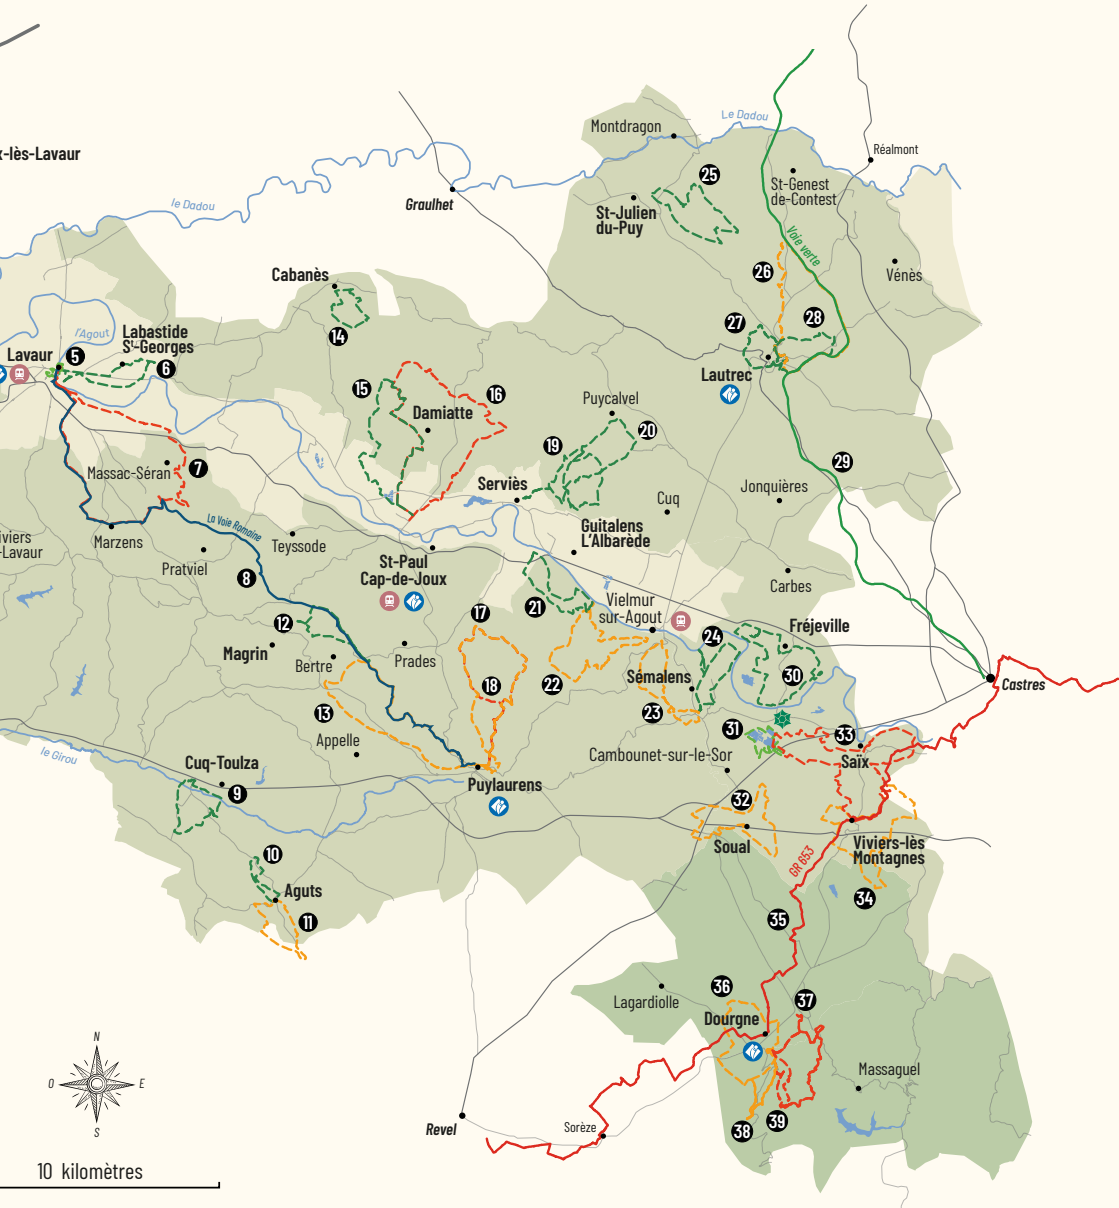 x-lès-Lavaur
Le Dadou
Montdragon
Réalmont
25
St-Genest
de-Contest
le Dadou
Graulhet
St-Julien
du-Puy
Voie verte
26
Vénès
Cabanès
14
27
28
l'Agout
Labastide
St-Georges
Lavaur
5
6
Lautrec
15
16
Damiatte
Puycalvel
20
19
29
Massac-Séran
7
Serviès
Cuq
Jonquières
La Voie Romaine
Guitalens
L'Albarède
Marzens
Teyssode
iviers
-Lavaur
Pratviel
St-Paul
Cap-de-Joux
8
Carbes
21
Vielmur
sur-Agout
17
12
24
Fréjeville
Magrin
Bertre
Prades
18
22
Sémalens
30
Castres
13
23
31
33
Appelle
Cambounet-sur-le-Sor
Saïx
le Girou
Cuq-Toulza
9
Puylaurens
32
Soual
Viviers-lès
Montagnes
10
GR 653
Aguts
11
34
35
36
37
Lagardiolle
Dourgne
Massaguel
N
O
E
S
Revel
Sorèze
38
39
10 kilomètres